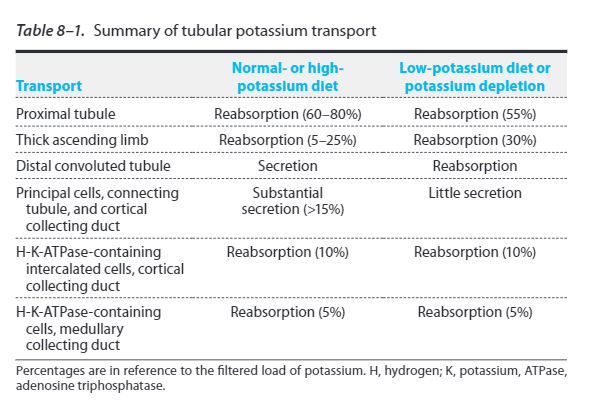 Table 8–1. Summary of tubular potassium transport
Normal- or high- Low-potassium diet or
Transport potassium diet potassium depletion
Proximal tubule Reabsorption (60–80%) Reabsorption (55%)
Thick ascending limb Reabsorption (5–25%) Reabsorption (30%)
Distal convoluted tubule Secretion Reabsorption
Principal cells, connecting Substantial Little secretion
tubule, and cortical secretion (>15%)
collecting duct
H-K-ATPase-containing Reabsorption (10%) Reabsorption (10%)
intercalated cells, cortical
collecting duct
H-K-ATPase-containing Reabsorption (5%) Reabsorption (5%)
cells, medullary
collecting duct
Percentages are in reference to the filtered load of potassium. H, hydrogen; K, potassium, ATPase,
adenosine triphosphatase.